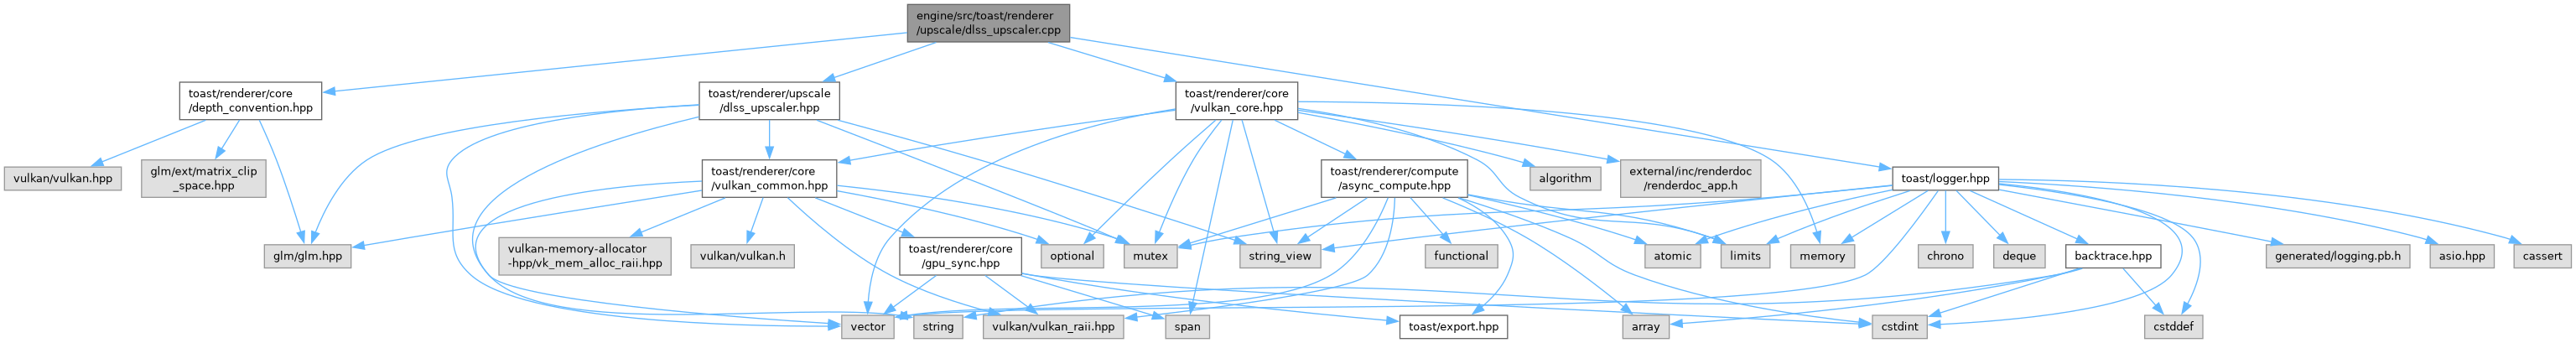 engine/src/toast/renderer
/upscale/dlss_upscaler.cpp
toast/renderer/core
/depth_convention.hpp
toast/renderer/upscale
/dlss_upscaler.hpp
toast/renderer/core
/vulkan_core.hpp
vulkan/vulkan.hpp
glm/ext/matrix_clip
_space.hpp
toast/renderer/core
/vulkan_common.hpp
toast/renderer/compute
/async_compute.hpp
algorithm
external/inc/renderdoc
/renderdoc_app.h
toast/logger.hpp
glm/glm.hpp
vulkan-memory-allocator
-hpp/vk_mem_alloc_raii.hpp
vulkan/vulkan.h
toast/renderer/core
/gpu_sync.hpp
optional
mutex
string_view
functional
atomic
limits
memory
chrono
deque
backtrace.hpp
generated/logging.pb.h
asio.hpp
cassert
vector
string
vulkan/vulkan_raii.hpp
span
toast/export.hpp
array
cstdint
cstddef